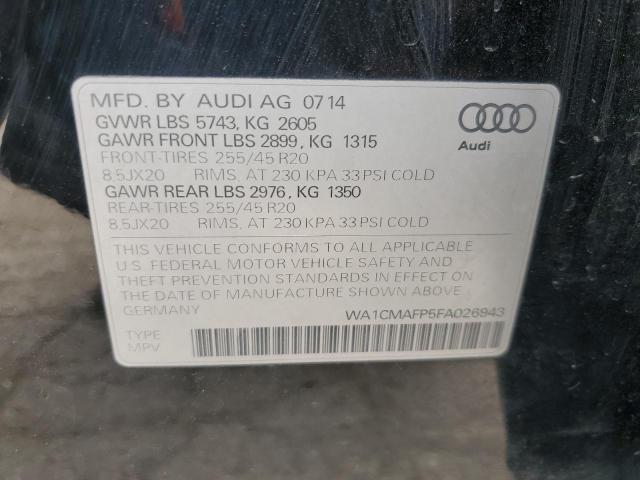 MFD. BY AUDI AG 07 14
GVWR LBS 5743, KG 2605
GAWR FRONT LBS 2899, KG 1315
FRONT-TIRES 255/45 R20
8,5JX20 RIMS, AT 230 KPA 33 PSI COLD
GAWR REAR LBS 2976, KG 1350
REAR-TIRES 255/45 R20
8,5JX20 RIMS, AT 230 KPA 33 PSI COLD
Audi
THIS VEHICLE CONFORMS TO ALL APPLICABLE
U.S. FEDERAL MOTOR VEHICLE SAFETY AND
THEFT PREVENTION STANDARDS IN EFFECT ON
THE DATE OF MANUFACTURE SHOWN ABOVE
GERMANY
WA1CMAFP5FA026943
TYPE
MPV